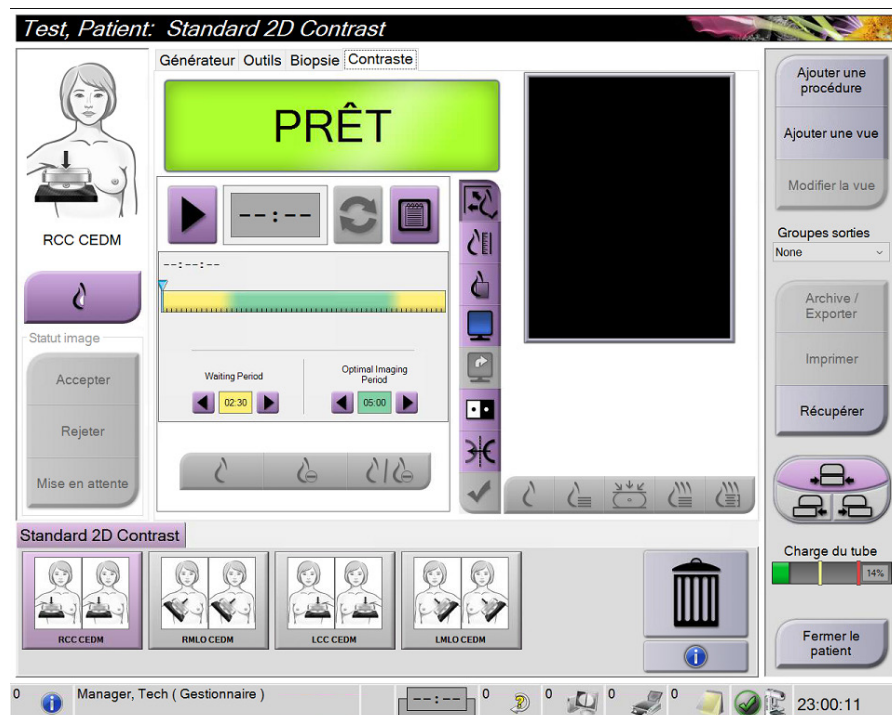 Test, Patient: Standard 2D Contrast
Générateur Outils Biopsie Contraste
PRÊT
--:--
RCC CEDM
--:--:--
Statut image
Accepter
Rejeter
Mise en attente
Waiting Period
02:30
Optimal Imaging
Period
05:00
Ajouter une
procédure
Ajouter une vue
Modifier la vue
Groupes sorties
None
Archive /
Exporter
Imprimer
Récupérer
Charge du tube
14%
Fermer le
patient
Standard 2D Contrast
RCC CEDM
RMLO CEDM
LCC CEDM
LMLO CEDM
0 Manager, Tech ( Gestionnaire ) --:-- 0 0 0 0 23:00:11